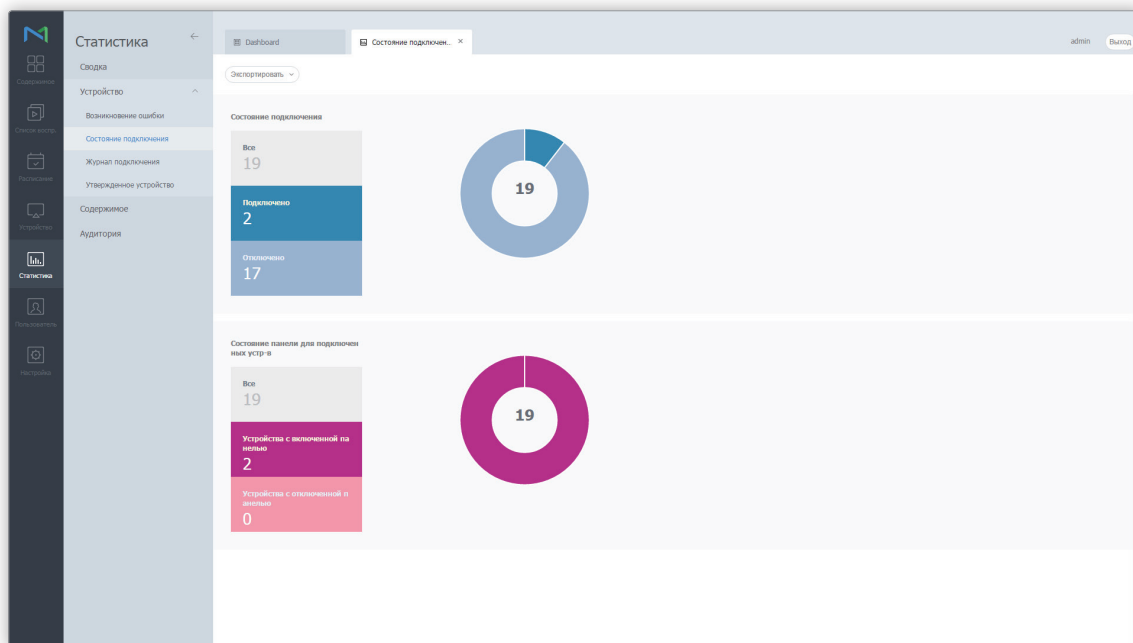 Статистика
Dashboard
Состояние подключен..
admin
Выход
Содержимое
Список воспр.
Расписание
Устройство
Статистика
Пользователь
Настройка
Сводка
Устройство
Возникновение ошибки
Состояние подключения
Журнал подключения
Утвержденное устройство
Содержимое
Аудитория
Экспортировать
Состояние подключения
Все
19
Подключено
2
Отключено
17
19
Состояние панели для подключен
ных устр-в
Все
19
Устройства с включенной па
нелью
2
Устройства с отключенной п
анелью
0
19